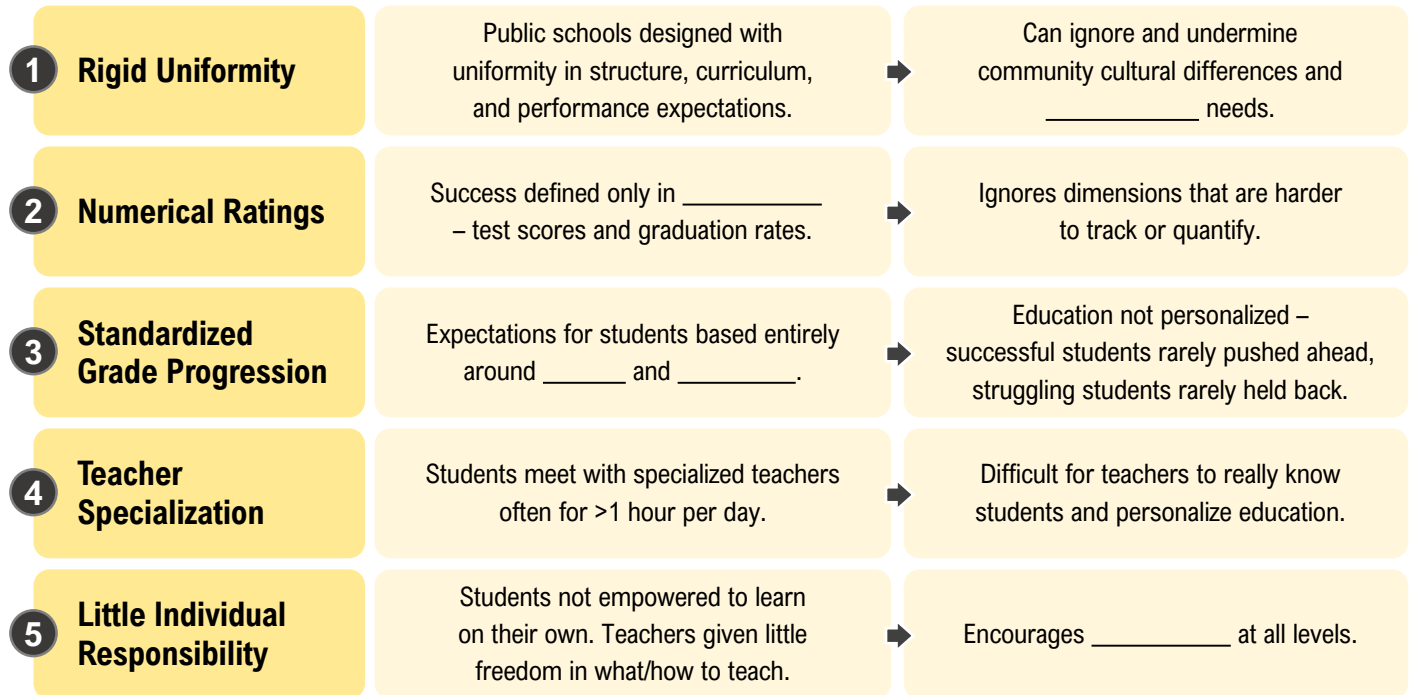 1
Rigid Uniformity
Public schools designed with
uniformity in structure, curriculum,
and performance expectations.
Can ignore and undermine
community cultural differences and
____________ needs.
2
Numerical Ratings
Success defined only in ___________
– test scores and graduation rates.
Ignores dimensions that are harder
to track or quantify.
3
Standardized
Grade Progression
Expectations for students based entirely
around ______ and _________.
Education not personalized –
successful students rarely pushed ahead,
struggling students rarely held back.
4
Teacher
Specialization
Students meet with specialized teachers
often for >1 hour per day.
Difficult for teachers to really know
students and personalize education.
5
Little Individual
Responsibility
Students not empowered to learn
on their own. Teachers given little
freedom in what/how to teach.
Encourages ___________ at all levels.